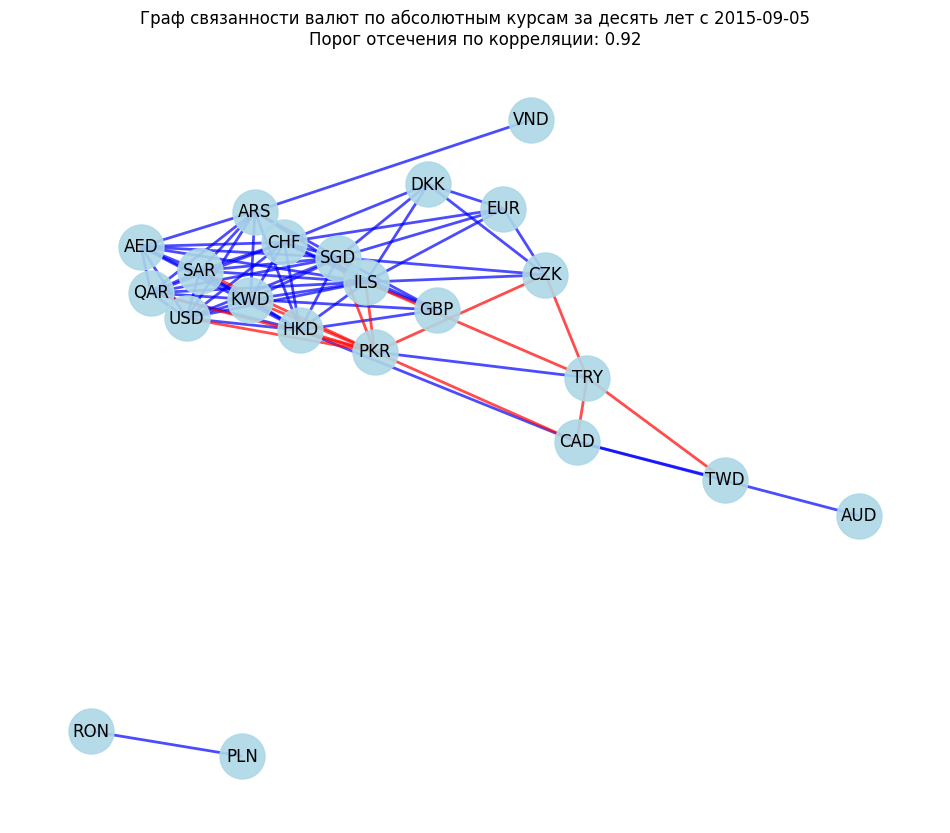 Граф связанности валют по абсолютным курсам за десять лет с 2015-09-05
Порог отсечения по корреляции: 0.92
VND
DKK
EUR
ARS
CHF
AED
SGD
SAR
CZK
ILS
QAR
KWD
GBP
USD
HKD
PKR
TRY
CAD
TWD
AUD
RON
PLN